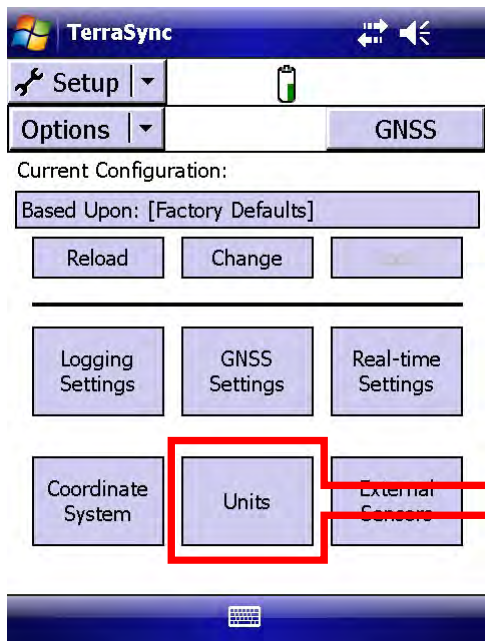 TerraSync
Setup
Options
GNSS
Current Configuration:
Based Upon: [Factory Defaults]
Reload
Change
Logging
Settings
GNSS
Settings
Real-time
Settings
Coordinate
System
Units
External
Sensors